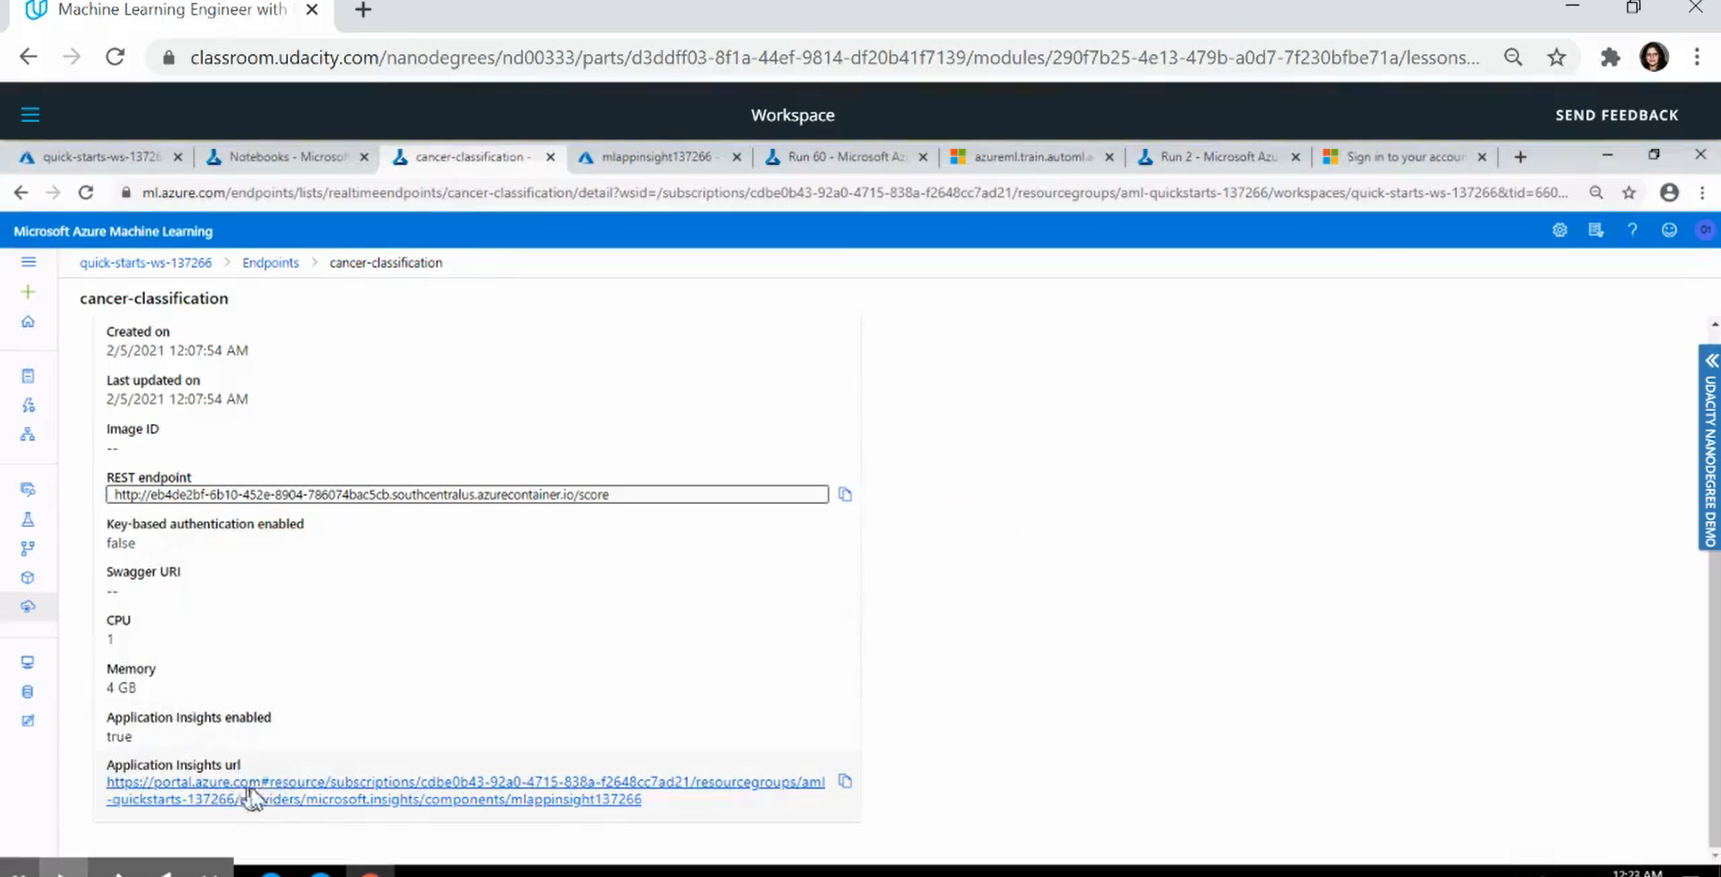 Machine Learning Engineer with
classroom.udacity.com/nanodegrees/nd00333/parts/d3ddff03-8f1a-44ef-9814-df20b41f7139/modules/290f7b25-4e13-479b-a0d7-7f230bfbe71a/lessons...
Workspace
SEND FEEDBACK
quick-starts-ws-13726
Notebooks - Microsof
cancer-classification -
mlappinsight137266 -
Run 60 - Microsoft Az
azureml.train.automl.
Run 2 - Microsoft Azu
Sign in to your accoun
ml.azure.com/endpoints/lists/realtimeendpoints/cancer-classification/detail?wsid=/subscriptions/cdbe0b43-92a0-4715-838a-f2648cc7ad21/resourcegroups/aml-quickstarts-137266/workspaces/quick-starts-ws-137266&tid=660...
Microsoft Azure Machine Learning
quick-starts-ws-137266 > Endpoints > cancer-classification
cancer-classification
Created on
2/5/2021 12:07:54 AM
Last updated on
2/5/2021 12:07:54 AM
Image ID
--
REST endpoint
http://eb4de2bf-6b10-452e-8904-786074bac5cb.southcentralus.azurecontainer.io/score
Key-based authentication enabled
false
Swagger URI
--
CPU
1
Memory
4 GB
Application Insights enabled
true
Application Insights url
https://portal.azure.com#resource/subscriptions/cdbe0b43-92a0-4715-838a-f2648cc7ad21/resourcegroups/aml
-quickstarts-137266/providers/microsoft.insights/components/mlappinsight137266
UDACITY NANODEGREE DEMO
12:23 AM